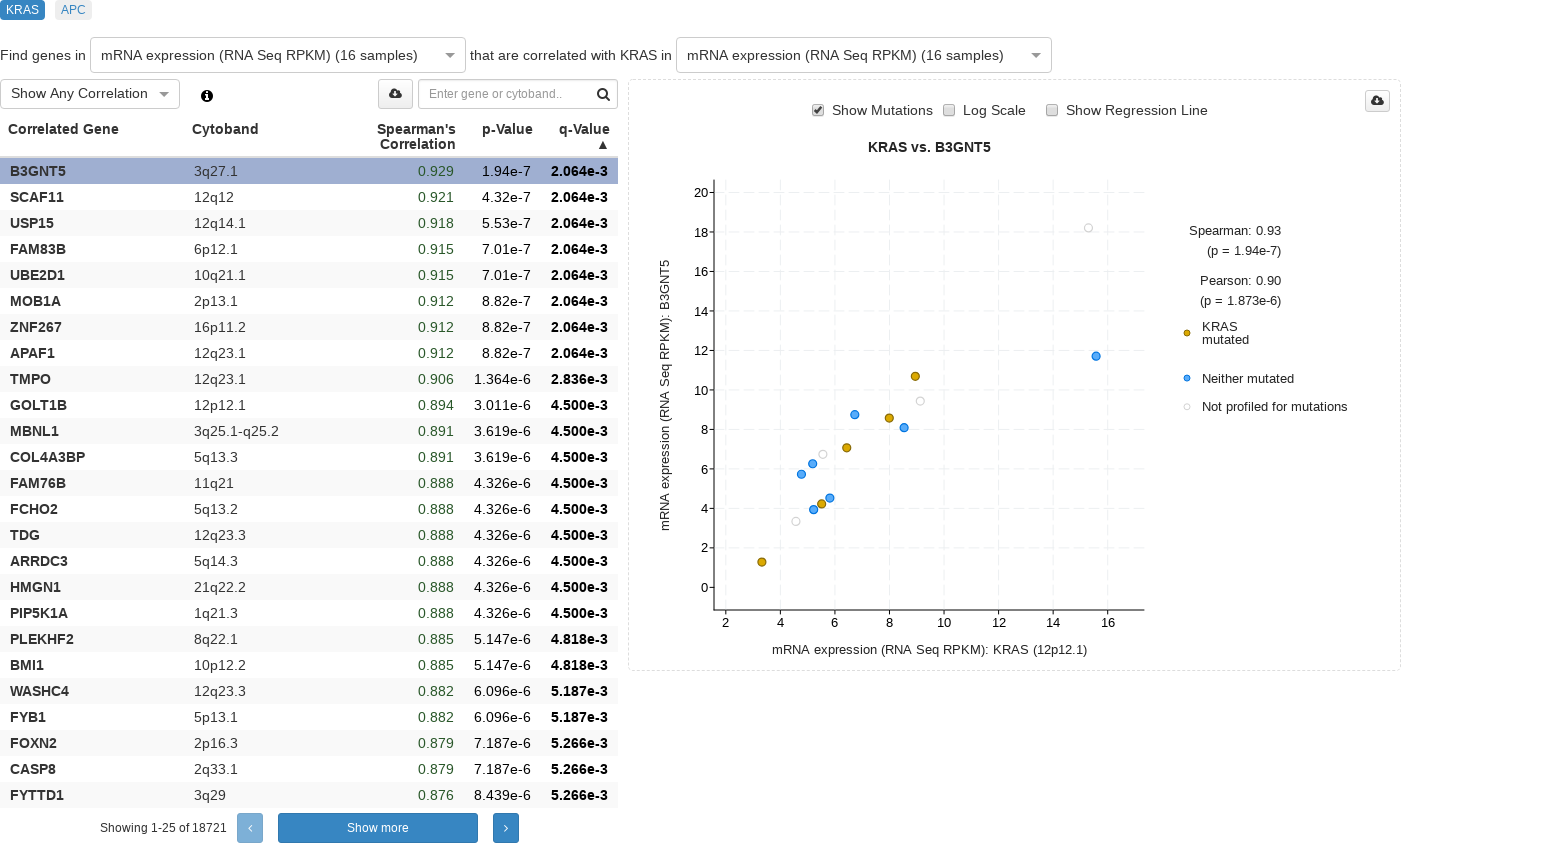 KRAS APC
Find genes in mRNA expression (RNA Seq RPKM) (16 samples) that are correlated with KRAS in mRNA expression (RNA Seq RPKM) (16 samples)
Show Any Correlation Enter gene or cytoband..
Correlated Gene Cytoband Spearman's p-Value q-Value
Correlation ▲
B3GNT5 3q27.1 0.929 1.94e-7 2.064e-3
SCAF11 12q12 0.921 4.32e-7 2.064e-3
USP15 12q14.1 0.918 5.53e-7 2.064e-3
FAM83B 6p12.1 0.915 7.01e-7 2.064e-3
UBE2D1 10q21.1 0.915 7.01e-7 2.064e-3
MOB1A 2p13.1 0.912 8.82e-7 2.064e-3
ZNF267 16p11.2 0.912 8.82e-7 2.064e-3
APAF1 12q23.1 0.912 8.82e-7 2.064e-3
TMPO 12q23.1 0.906 1.364e-6 2.836e-3
GOLT1B 12p12.1 0.894 3.011e-6 4.500e-3
MBNL1 3q25.1-q25.2 0.891 3.619e-6 4.500e-3
COL4A3BP 5q13.3 0.891 3.619e-6 4.500e-3
FAM76B 11q21 0.888 4.326e-6 4.500e-3
FCHO2 5q13.2 0.888 4.326e-6 4.500e-3
TDG 12q23.3 0.888 4.326e-6 4.500e-3
ARRDC3 5q14.3 0.888 4.326e-6 4.500e-3
HMGN1 21q22.2 0.888 4.326e-6 4.500e-3
PIP5K1A 1q21.3 0.888 4.326e-6 4.500e-3
PLEKHF2 8q22.1 0.885 5.147e-6 4.818e-3
BMI1 10p12.2 0.885 5.147e-6 4.818e-3
WASHC4 12q23.3 0.882 6.096e-6 5.187e-3
FYB1 5p13.1 0.882 6.096e-6 5.187e-3
FOXN2 2p16.3 0.879 7.187e-6 5.266e-3
CASP8 2q33.1 0.879 7.187e-6 5.266e-3
FYTTD1 3q29 0.876 8.439e-6 5.266e-3
Showing 1-25 of 18721 Show more
Show Mutations Log Scale Show Regression Line
KRAS vs. B3GNT5
mRNA expression (RNA Seq RPKM): B3GNT5
20
18
16
14
12
10
8
6
4
2
0
2 4 6 8 10 12 14 16
mRNA expression (RNA Seq RPKM): KRAS (12p12.1)
Spearman: 0.93
(p = 1.94e-7)
Pearson: 0.90
(p = 1.873e-6)
KRAS
mutated
Neither mutated
Not profiled for mutations